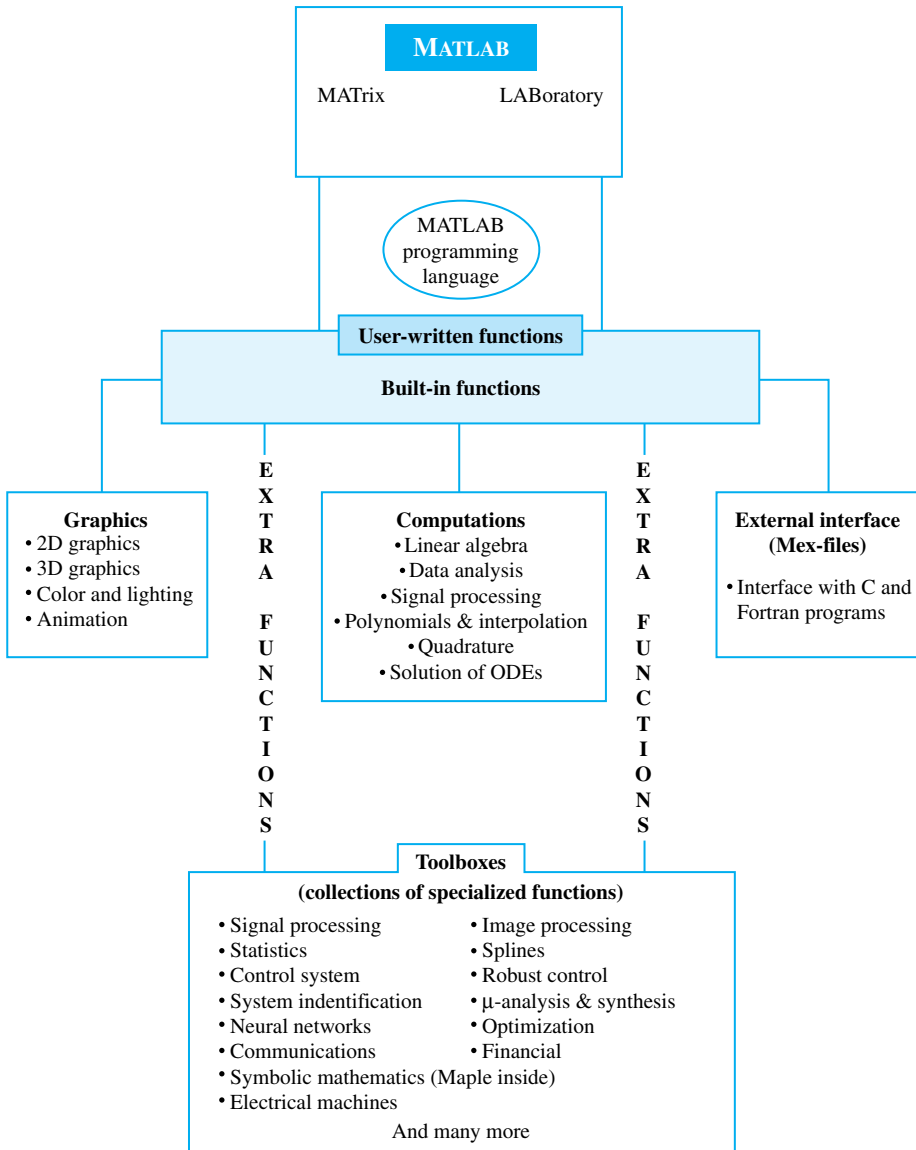 MATLAB
MATrix LABoratory
MATLAB
programming
language
User-written functions
Built-in functions
EXTRA FUNCTIONS
EXTRA FUNCTIONS
Graphics
• 2D graphics
• 3D graphics
• Color and lighting
• Animation
Computations
• Linear algebra
• Data analysis
• Signal processing
• Polynomials & interpolation
• Quadrature
• Solution of ODEs
External interface
(Mex-files)
• Interface with C and
Fortran programs
Toolboxes
(collections of specialized functions)
• Signal processing
• Statistics
• Control system
• System indentification
• Neural networks
• Communications
• Symbolic mathematics (Maple inside)
• Electrical machines
• Image processing
• Splines
• Robust control
• μ-analysis & synthesis
• Optimization
• Financial
And many more